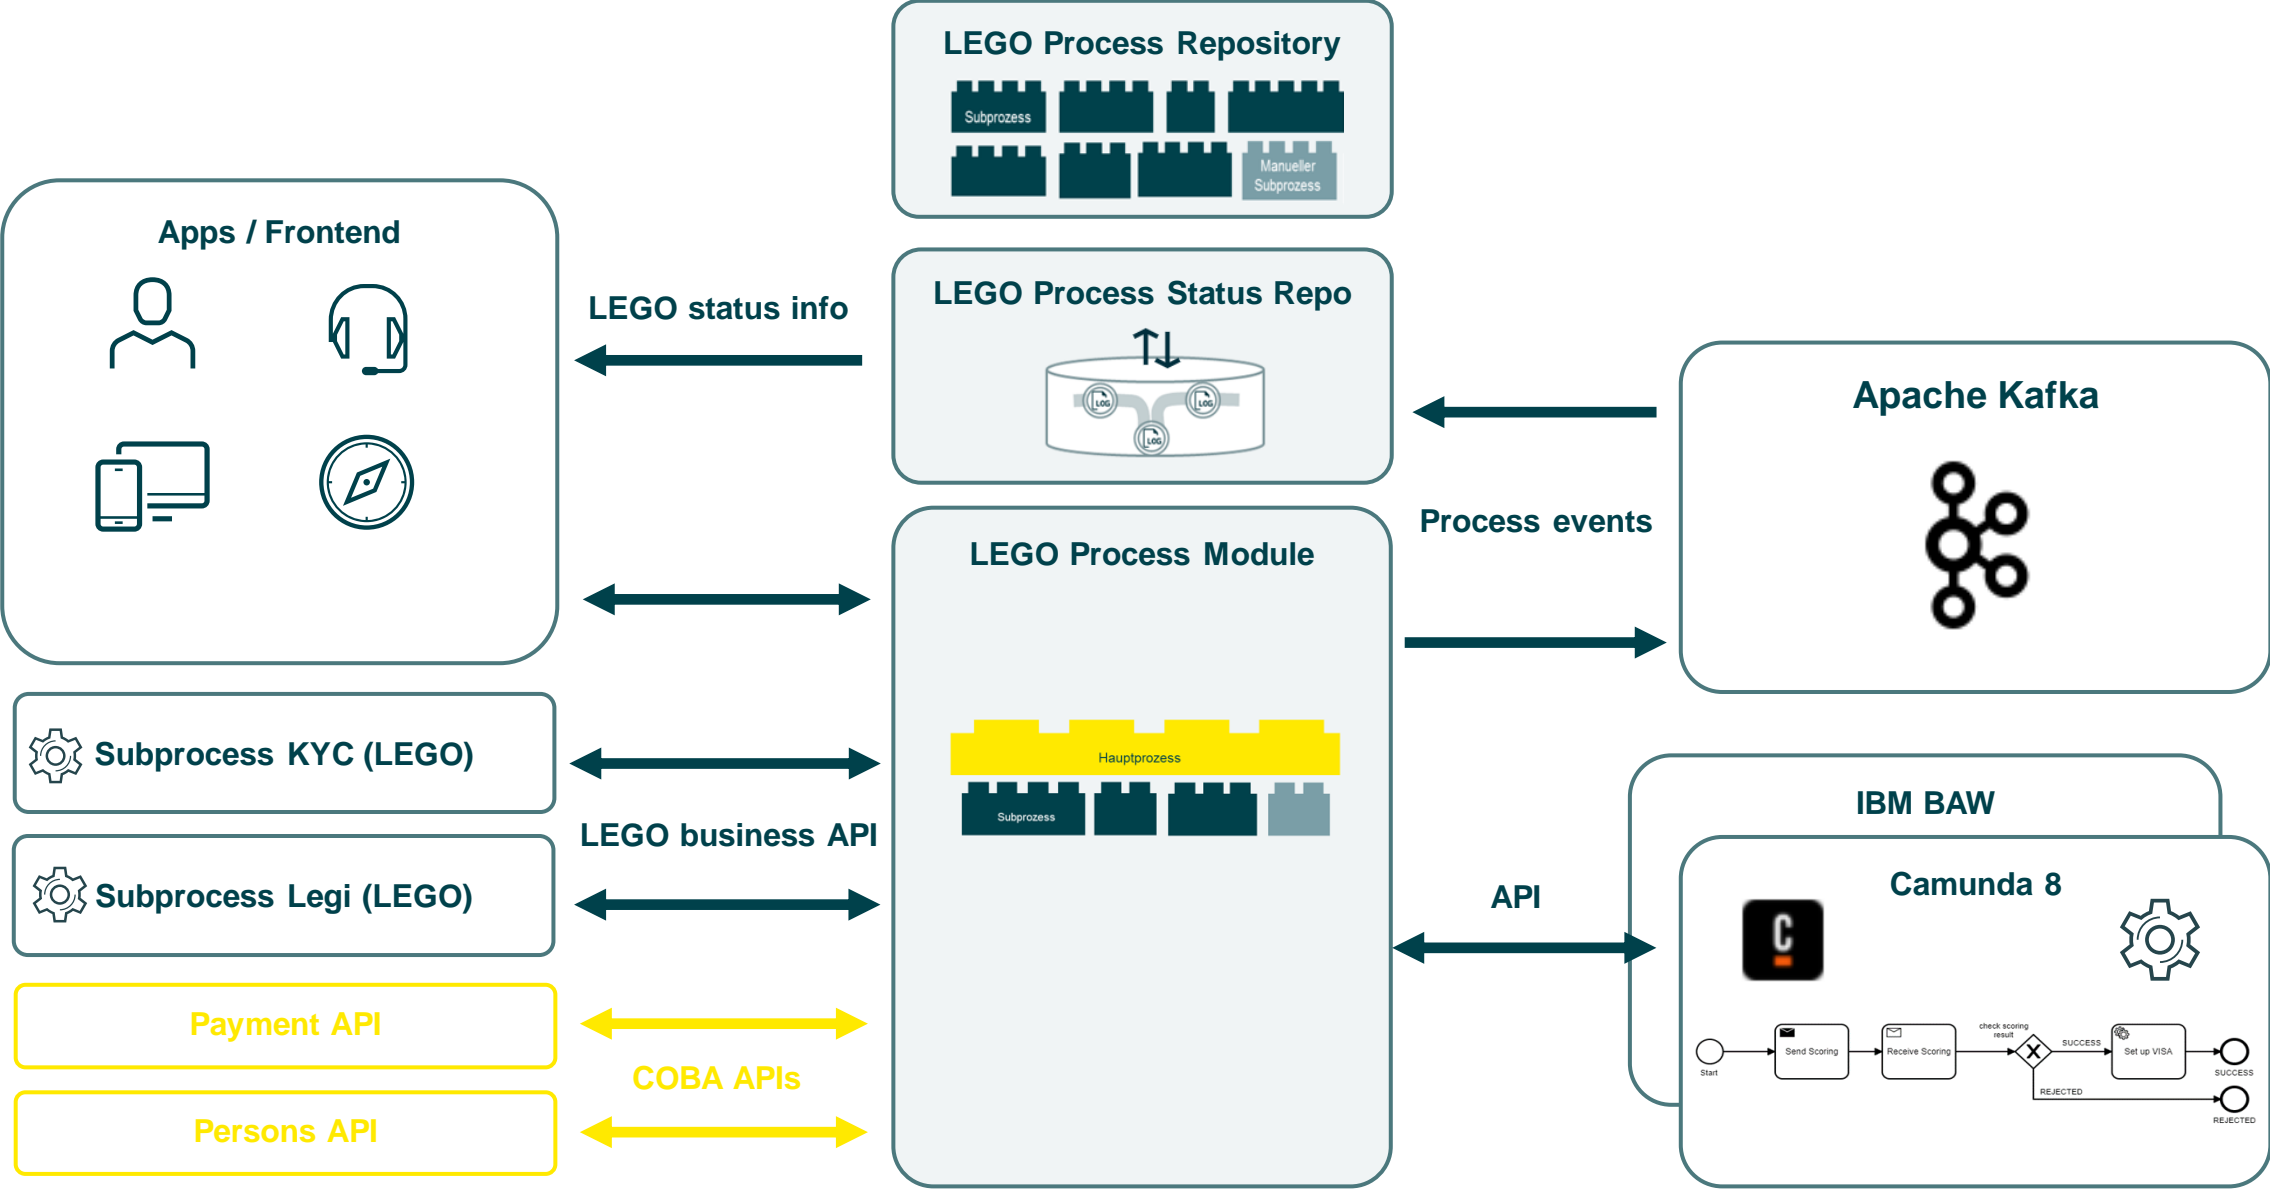 LEGO Process Repository
Subprozess
Manueller
Subprozess
Apps / Frontend
LEGO status info
LEGO Process Status Repo
LOG
LOG
LOG
Apache Kafka
Process events
LEGO Process Module
Hauptprozess
Subprozess
Subprocess KYC (LEGO)
LEGO business API
Subprocess Legi (LEGO)
Payment API
COBA APIs
Persons API
API
IBM BAW
Camunda 8
C
Start
Send Scoring
Receive Scoring
check scoring
result
X
SUCCESS
Set up VISA
SUCCESS
REJECTED
REJECTED